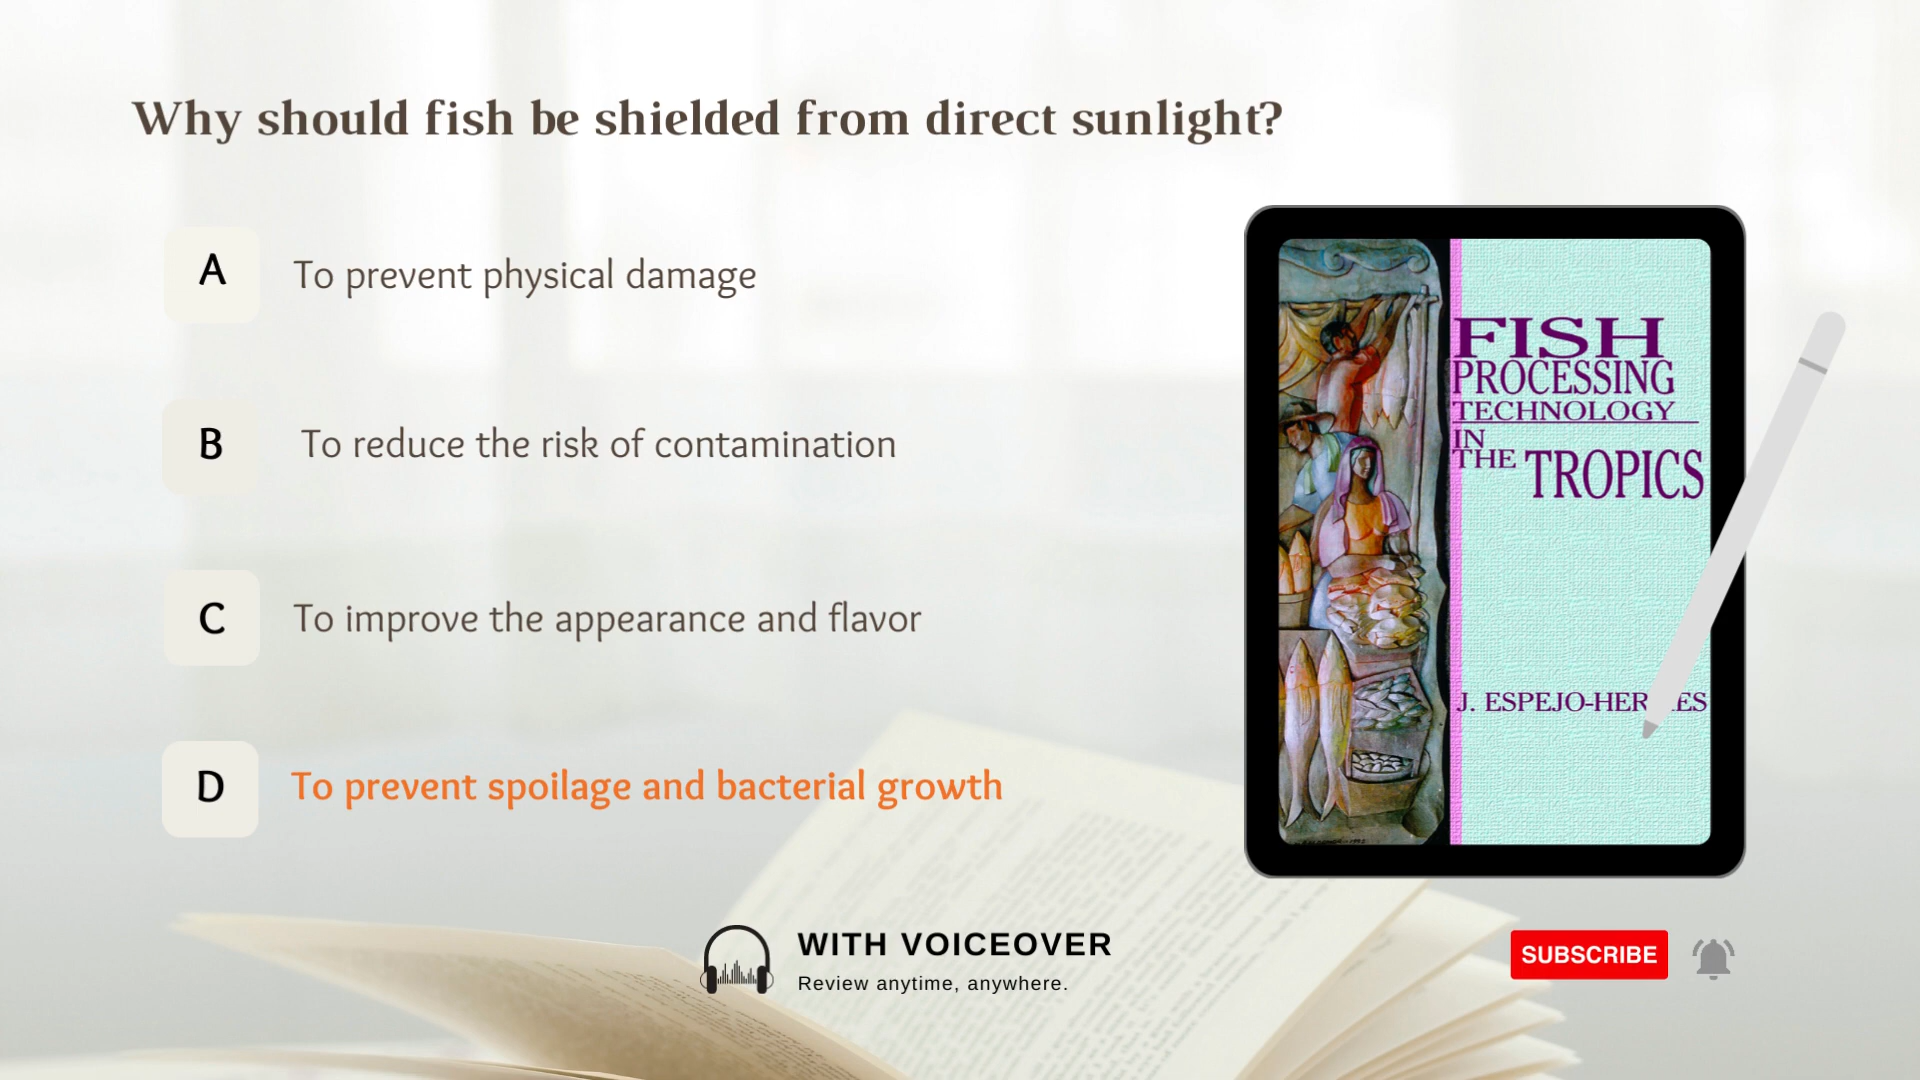 Why should fish be shielded from direct sunlight?
A
To prevent physical damage
B
To reduce the risk of contamination
C
To improve the appearance and flavor
D
To prevent spoilage and bacterial growth
FISH
PROCESSING
TECHNOLOGY
IN
THE TROPICS
J.
WITH VOICEOVER
Review anytime, anywhere.
SUBSCRIBE